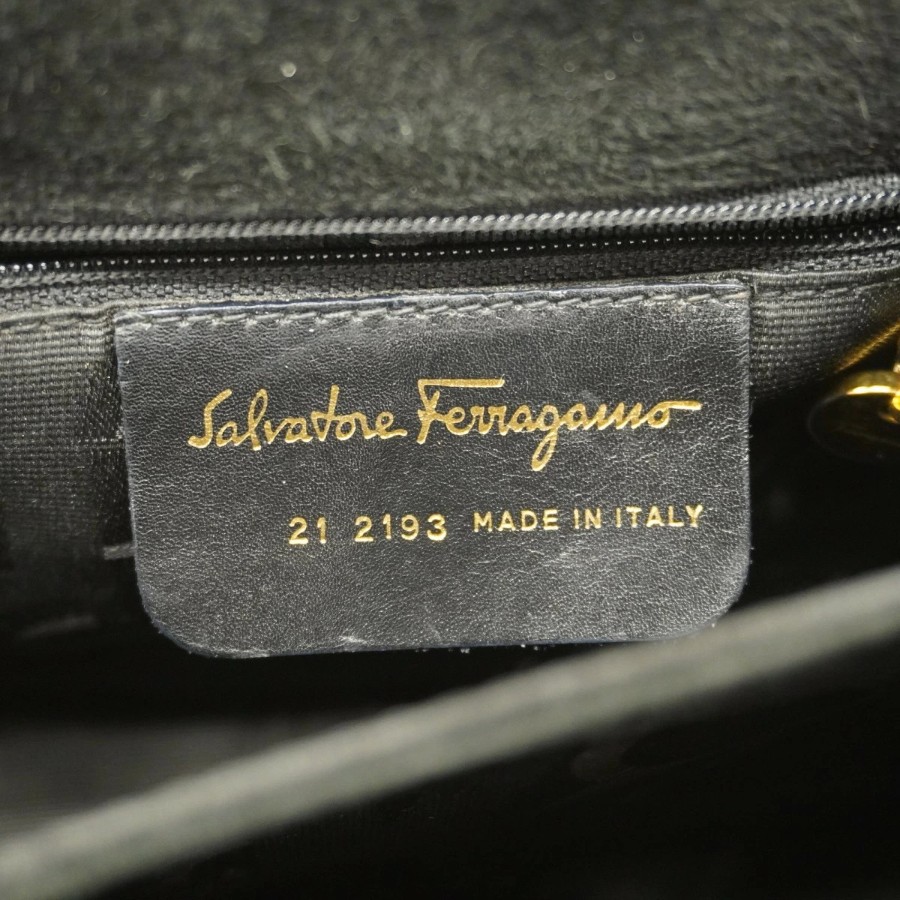 Salvatore Ferragamo
21 2193 MADE IN ITALY